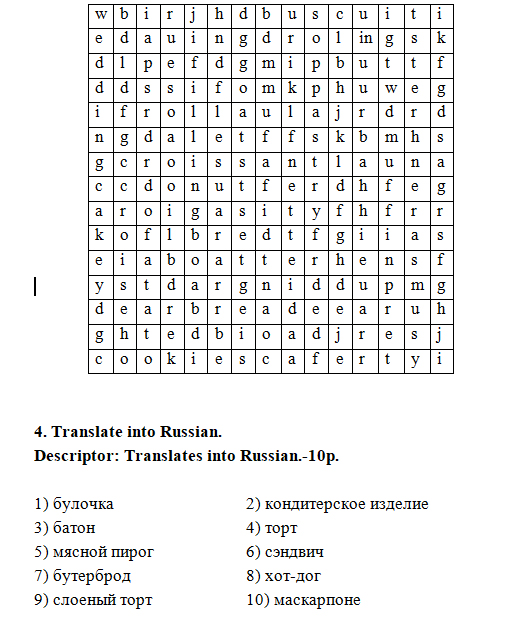 w b i r j h d b u s c u i t i
e d a u i n g d r o l in g s k
d l p e f d g m i p b u t t f
d d s s i f o m k p h u w e g
i f r o l l a u l a j r d r d
n g d a l e t f f s k b m h s
g c r o i s s a n t l a u n a
c c d o n u t f e r d h f e g
a r o i g a s i t y f h f r r
k o f l b r e d t f g i i a s
e i a b o a t t e r h e n s f
y s t d a r g n i d d u p m g
d e a r b r e a d e e a r u h
g h t e d b i o a d j r e s j
c o o k i e s c a f e r t y i
4. Translate into Russian.
Descriptor: Translates into Russian.-10p.
1) булочка 2) кондитерское изделие
3) батон 4) торт
5) мясной пирог 6) сэндвич
7) бутерброд 8) хот-дог
9) слоеный торт 10) маскарпоне